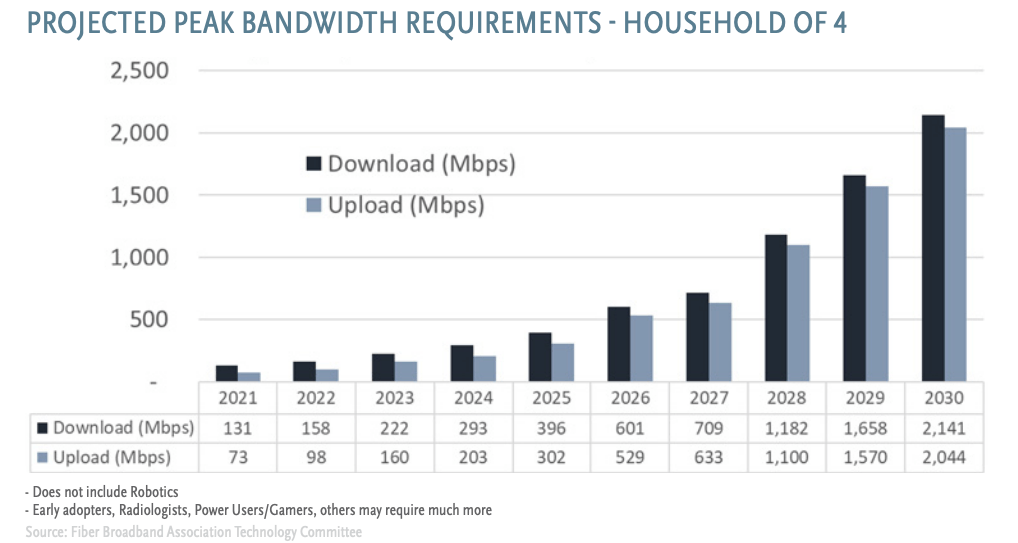 PROJECTED PEAK BANDWIDTH REQUIREMENTS - HOUSEHOLD OF 4
2,500
2,000
1,500
1,000
500
-
Download (Mbps)
Upload (Mbps)
2021 2022 2023 2024 2025 2026 2027 2028 2029 2030
Download (Mbps) 131 158 222 293 396 601 709 1,182 1,658 2,141
Upload (Mbps) 73 98 160 203 302 529 633 1,100 1,570 2,044
- Does not include Robotics
- Early adopters, Radiologists, Power Users/Gamers, others may require much more
Source: Fiber Broadband Association Technology Committee